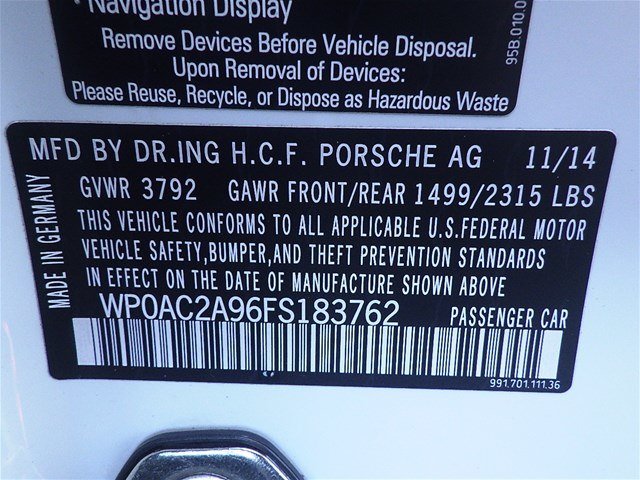 • Navigation Display
Remove Devices Before Vehicle Disposal.
Upon Removal of Devices:
Please Reuse, Recycle, or Dispose as Hazardous Waste
95B.010.0
MFD BY DR.ING H.C.F. PORSCHE AG 11/14
GVWR 3792 GAWR FRONT/REAR 1499/2315 LBS
THIS VEHICLE CONFORMS TO ALL APPLICABLE U.S.FEDERAL MOTOR
VEHICLE SAFETY,BUMPER,AND THEFT PREVENTION STANDARDS
IN EFFECT ON THE DATE OF MANUFACTURE SHOWN ABOVE
WP0AC2A96FS183762 PASSENGER CAR
991.701.111.36
MADE IN GERMANY